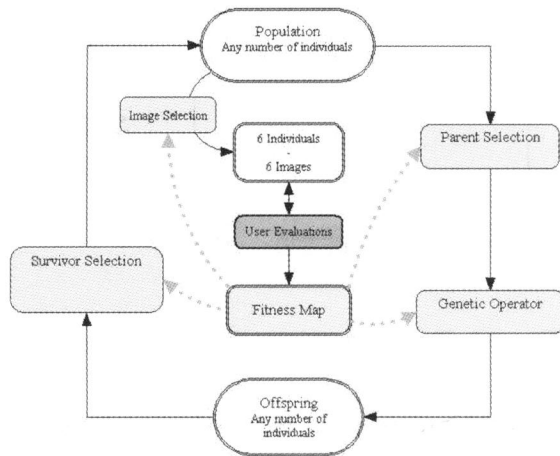 Population
Any number of individuals
Image Selection
6 Individuals
-
6 Images
Parent Selection
User Evaluations
Survivor Selection
Fitness Map
Genetic Operator
Offspring
Any number of
individuals